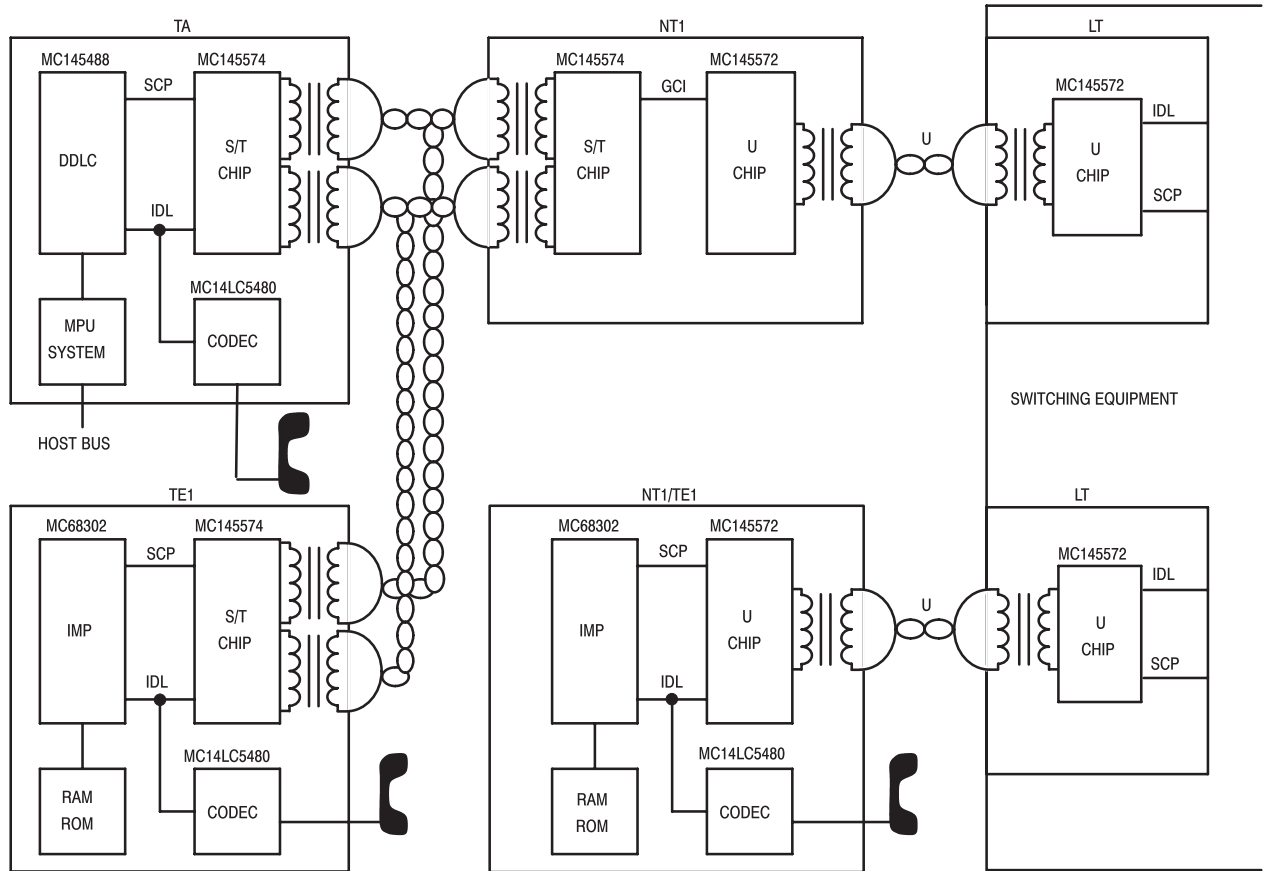 TA
MC145488
SCP
MC145574
DDLC
S/T
CHIP
IDL
MC14LC5480
MPU
SYSTEM
CODEC
HOST BUS
NT1
MC145574
GCI
MC145572
S/T
CHIP
U
CHIP
U
LT
MC145572
IDL
U
CHIP
SCP
SWITCHING EQUIPMENT
TE1
MC68302
MC145574
SCP
IMP
S/T
CHIP
IDL
MC14LC5480
RAM
ROM
CODEC
NT1/TE1
MC68302
MC145572
SCP
IMP
U
CHIP
IDL
MC14LC5480
RAM
ROM
CODEC
U
LT
MC145572
IDL
U
CHIP
SCP